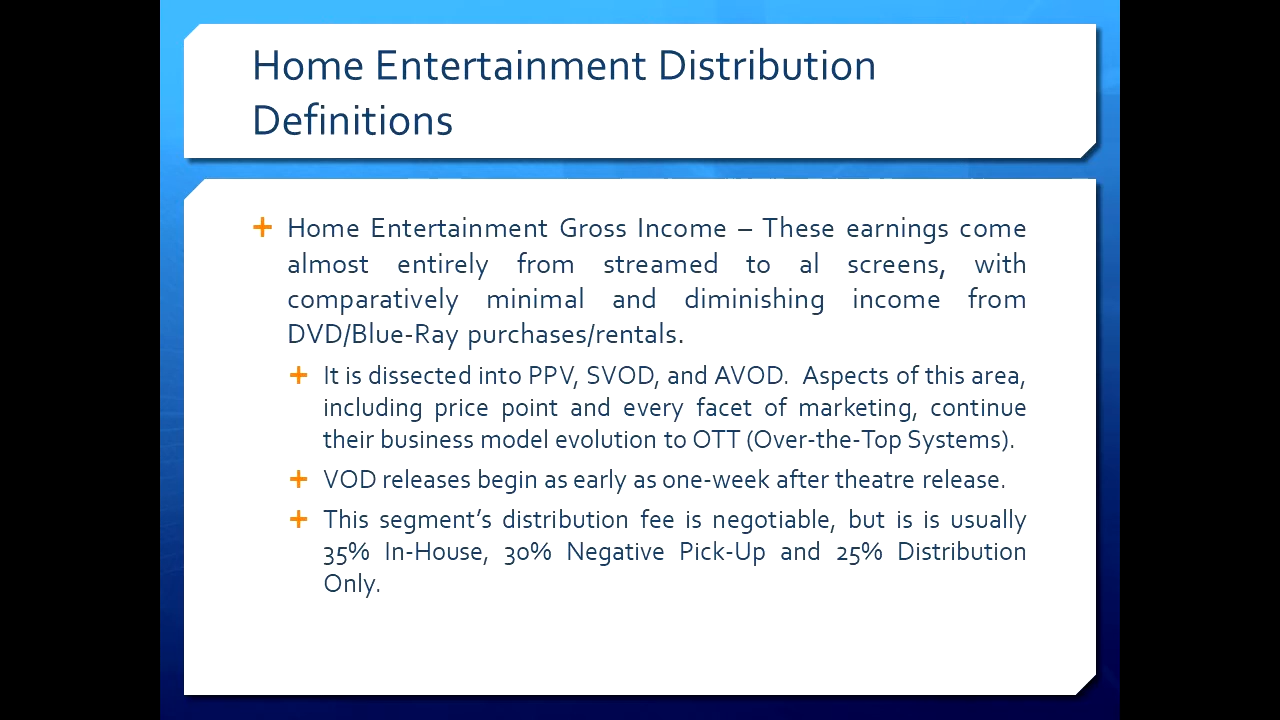 Home Entertainment Distribution
Definitions
Home Entertainment Gross Income – These earnings come
almost entirely from streamed to al screens, with
comparatively minimal and diminishing income from
DVD/Blue-Ray purchases/rentals.
It is dissected into PPV, SVOD, and AVOD. Aspects of this area,
including price point and every facet of marketing, continue
their business model evolution to OTT (Over-the-Top Systems).
VOD releases begin as early as one-week after theatre release.
This segment’s distribution fee is negotiable, but is is usually
35% In-House, 30% Negative Pick-Up and 25% Distribution
Only.